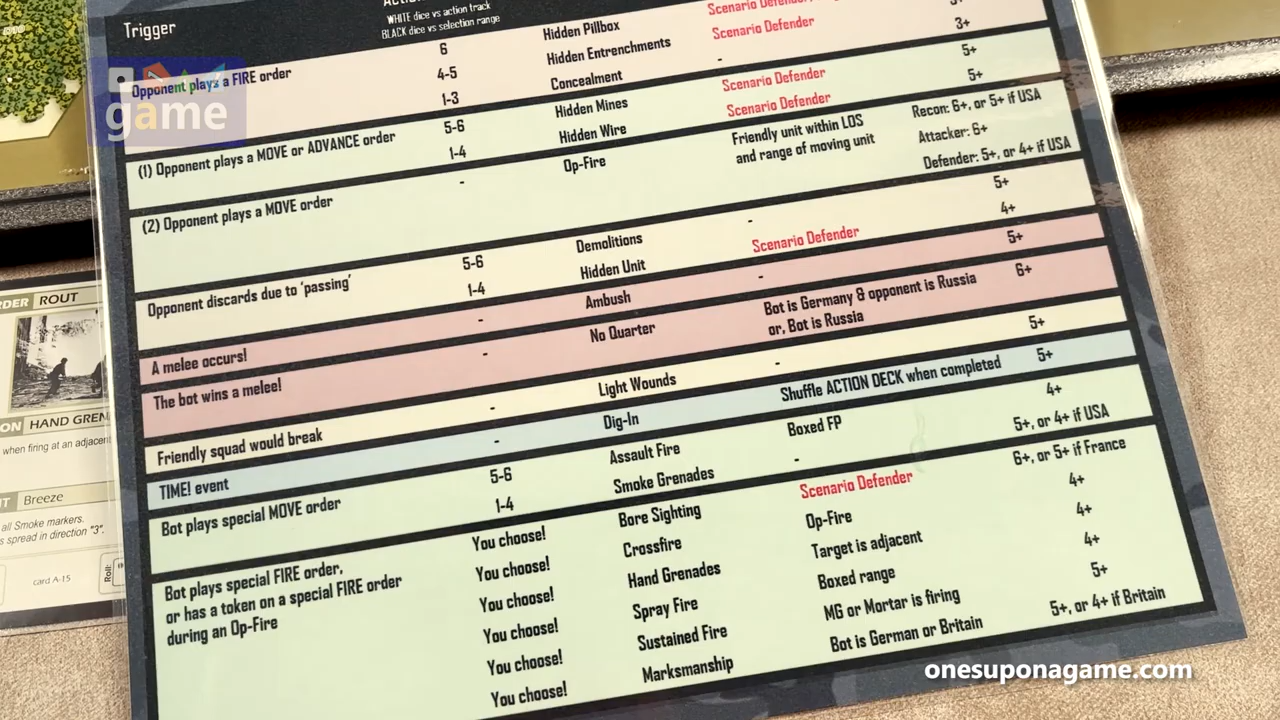 Trigger
WHITE dice vs action track
BLACK dice vs selection range
Opponent plays a FIRE order
6
Hidden Pillbox
Scenario Defender
4-5
Hidden Entrenchments
Scenario Defender
3+
1-3
Concealment
-
5+
(1) Opponent plays a MOVE or ADVANCE order
5-6
Hidden Mines
Scenario Defender
5+
1-4
Hidden Wire
Scenario Defender
(2) Opponent plays a MOVE order
-
Op-Fire
Friendly unit within LOS
and range of moving unit
Recon: 6+, or 5+ if USA
Attacker: 6+
Defender: 5+, or 4+ if USA
Opponent discards due to 'passing'
5-6
Demolitions
-
5+
1-4
Hidden Unit
Scenario Defender
4+
A melee occurs!
-
Ambush
-
5+
The bot wins a melee!
-
No Quarter
Bot is Germany & opponent is Russia
or, Bot is Russia
6+
Friendly squad would break
-
Light Wounds
-
5+
TIME! event
-
Dig-In
Shuffle ACTION DECK when completed
5+
Bot plays special MOVE order
5-6
Assault Fire
Boxed FP
4+
1-4
Smoke Grenades
-
5+, or 4+ if USA
Bot plays special FIRE order,
or has a token on a special FIRE order
during an Op-Fire
You choose!
Bore Sighting
Scenario Defender
6+, or 5+ if France
You choose!
Crossfire
Op-Fire
4+
You choose!
Hand Grenades
Target is adjacent
4+
You choose!
Spray Fire
Boxed range
4+
You choose!
Sustained Fire
MG or Mortar is firing
5+
You choose!
Marksmanship
Bot is German or Britain
5+, or 4+ if Britain
game
ROUT
HAND GREN
when firing at an adjacent
Breeze
all Smoke markers.
spread in direction "3".
card A-15
Roll:
onesuponagame.com